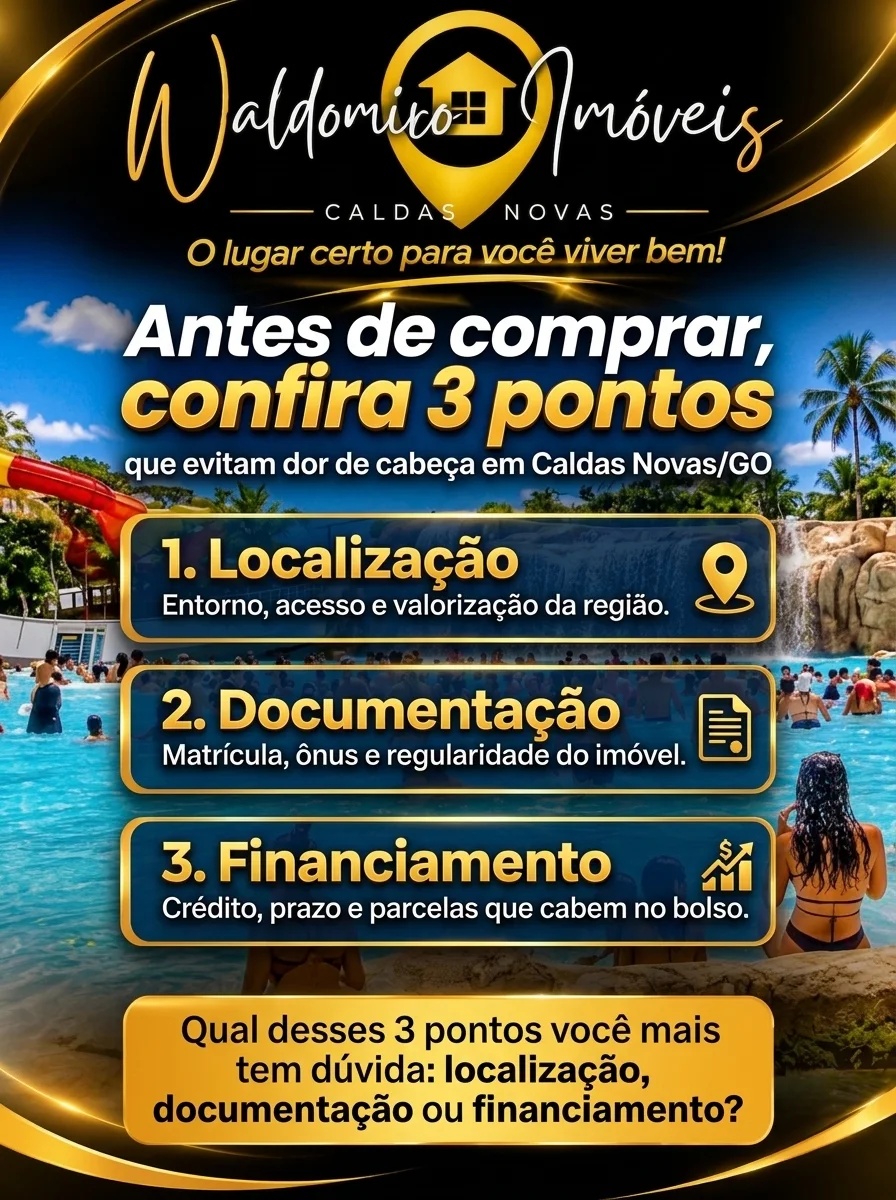 Waldomiro Imóveis
CALDAS NOVAS
O lugar certo para você viver bem!
Antes de comprar,
confira 3 pontos
que evitam dor de cabeça em Caldas Novas/GO
1. Localização
Entorno, acesso e valorização da região.
2. Documentação
Matrícula, ônus e regularidade do imóvel.
3. Financiamento
$
Crédito, prazo e parcelas que cabem no bolso.
Qual desses 3 pontos você mais
tem dúvida: localização,
documentação ou financiamento?